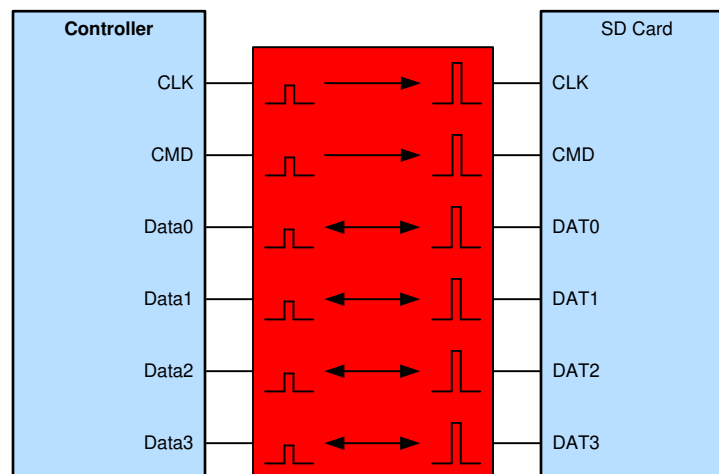 Controller
SD Card
CLK
CLK
CMD
CMD
Data0
DAT0
Data1
DAT1
Data2
DAT2
Data3
DAT3